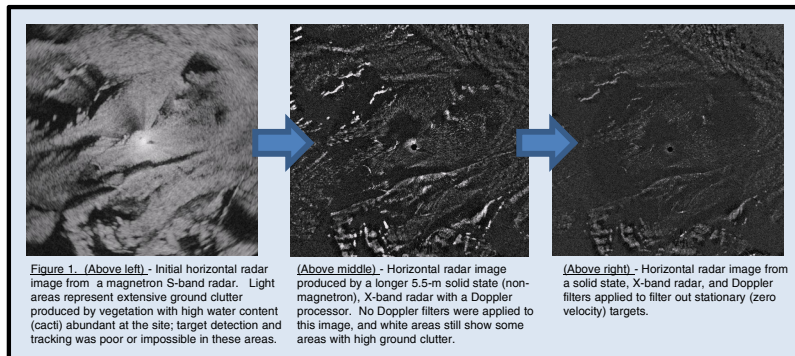 Figure 1. (Above left) - Initial horizontal radar
image from a magnetron S-band radar. Light
areas represent extensive ground clutter
produced by vegetation with high water content
(cacti) abundant at the site; target detection and
tracking was poor or impossible in these areas.
(Above middle) - Horizontal radar image
produced by a longer 5.5-m solid state (non-
magnetron), X-band radar with a Doppler
processor. No Doppler filters were applied to
this image, and white areas still show some
areas with high ground clutter.
(Above right) - Horizontal radar image from
a solid state, X-band radar, and Doppler
filters applied to filter out stationary (zero
velocity) targets.